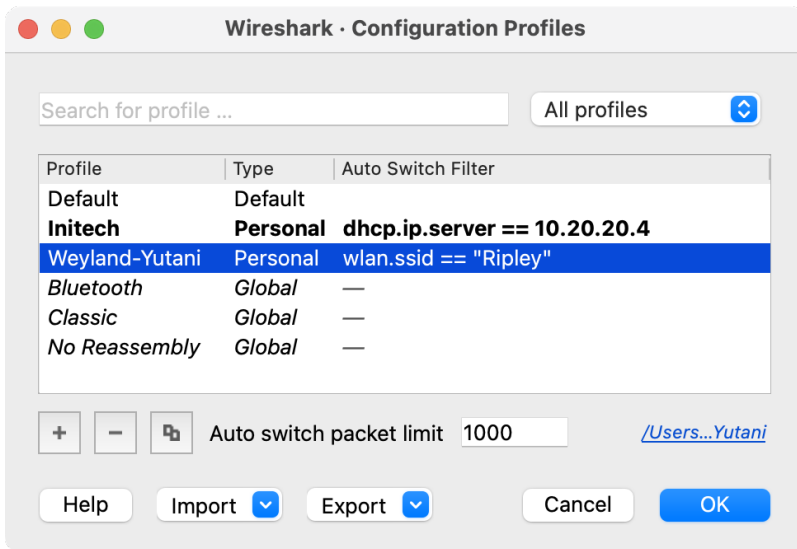 Wireshark · Configuration Profiles
Search for profile ... All profiles
Profile Type Auto Switch Filter
Default Default
Initech Personal dhcp.ip.server == 10.20.20.4
Weyland-Yutani Personal wlan.ssid == "Ripley"
Bluetooth Global —
Classic Global —
No Reassembly Global —
+ − Auto switch packet limit 1000 /Users...Yutani
Help Import Export Cancel OK